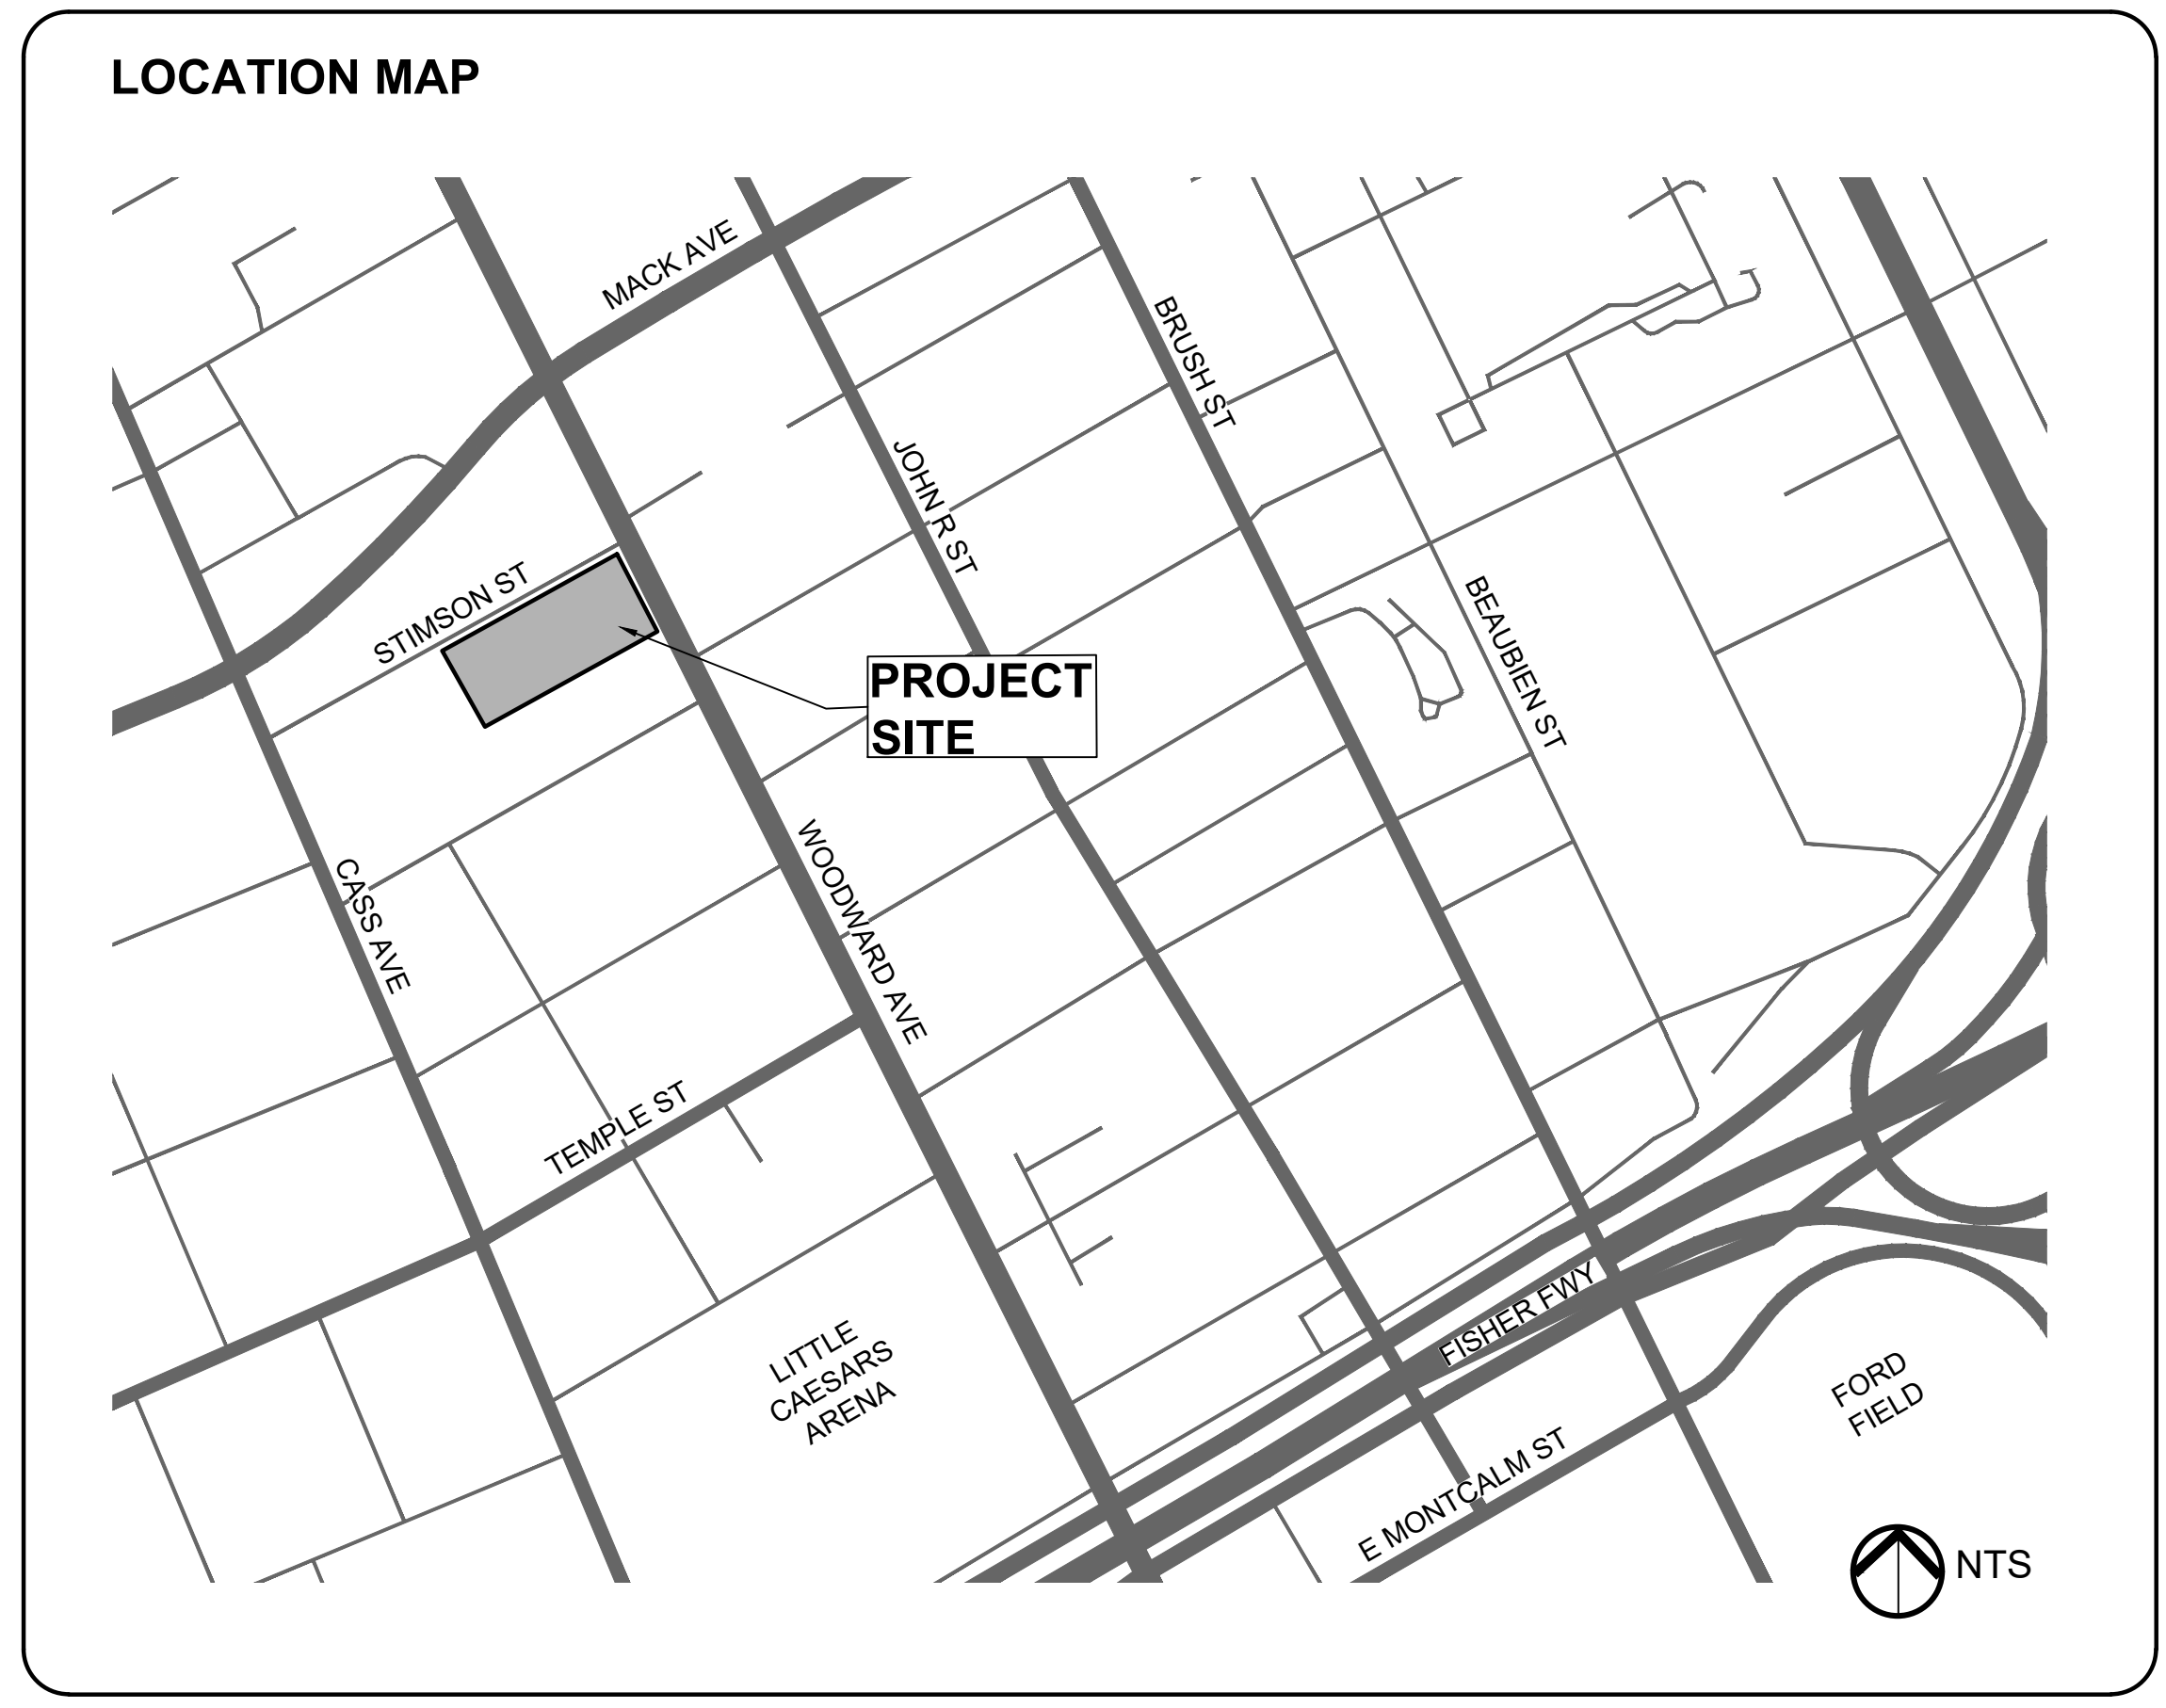 LOCATION MAP
MACK AVE
BRUSH ST
JOHN R ST
STIMSON ST
BEAUBIEN ST
PROJECT
SITE
WOODWARD AVE
CASS AVE
TEMPLE ST
FISHER FWY
LITTLE
CAESARS
ARENA
FORD
FIELD
E MONTCALM ST
NTS